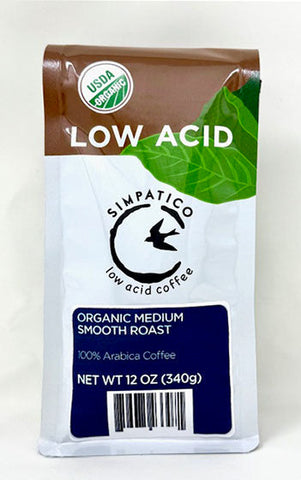 USDA
ORGANIC
LOW ACID
SIMPATICO
low acid coffee
ORGANIC MEDIUM
SMOOTH ROAST
100% Arabica Coffee
NET WT 12 OZ (340g)